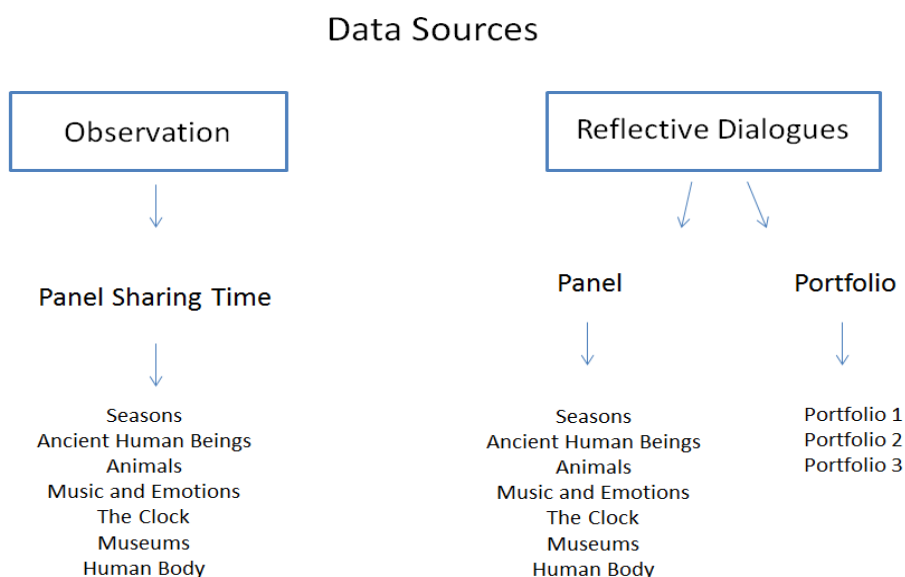 Data Sources
Observation
Reflective Dialogues
Panel Sharing Time
Panel
Portfolio
Seasons
Ancient Human Beings
Animals
Music and Emotions
The Clock
Museums
Human Body
Seasons
Ancient Human Beings
Animals
Music and Emotions
The Clock
Museums
Human Body
Portfolio 1
Portfolio 2
Portfolio 3